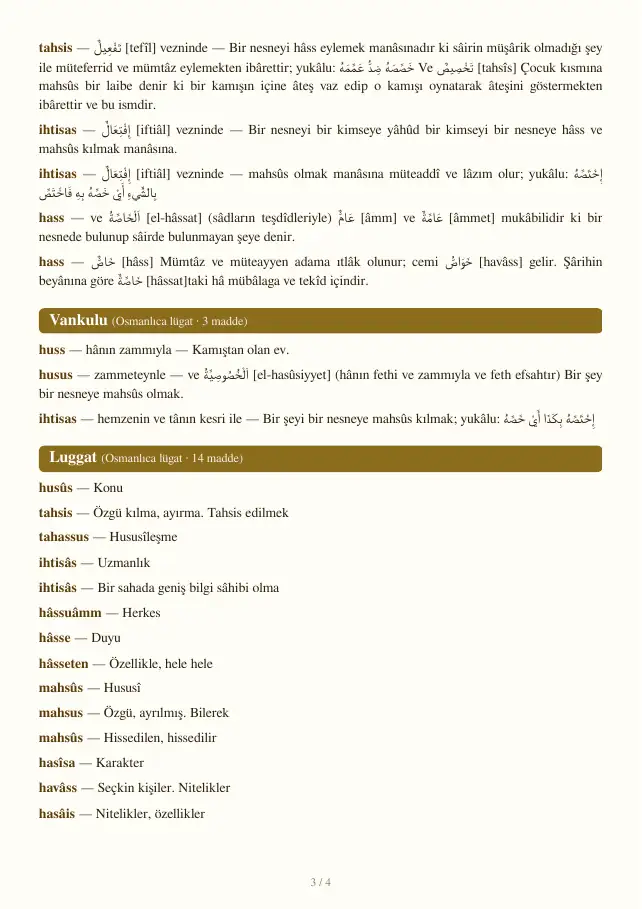 tahsis — تَفْعِيلٌ [tefîl] vezninde — Bir nesneyi hâss eylemek manâsınadır ki sâirin müşârik olmadığı şey
ile müteferrid ve mümtâz eylemekten ibârettir; yukâlu: خَصَّصَهُ ضِدُّ عَمَّمَهُ Ve تَخْصِيصٌ [tahsîs] Çocuk kısmına
mahsûs bir laibe denir ki bir kamışın içine âteş vaz edip o kamışı oynatarak âteşini göstermekten
ibârettir ve bu ismdir.
ihtisas — إِفْتِعَالٌ [iftiâl] vezninde — Bir nesneyi bir kimseye yâhûd bir kimseyi bir nesneye hâss ve
mahsûs kılmak manâsına.
ihtisas — إِفْتِعَالٌ [iftiâl] vezninde — mahsûs olmak manâsına müteaddî ve lâzım olur; yukâlu: إِخْتَصَّهُ
بِالشَّيْءِ أَيْ خَصَّهُ بِهِ فَاخْتَصَّ
hass — ve اَلْخَاصَّةُ [el-hâssat] (sâdların teşdîdleriyle) عَامٌّ [âmm] ve عَامَّةٌ [âmmet] mukâbilidir ki bir
nesnede bulunup sâirde bulunmayan şeye denir.
hass — خَاصٌّ [hâss] Mümtâz ve müteayyen adama ıtlâk olunur; cemi خَوَاصُّ [havâss] gelir. Şârihin
beyânına göre خَاصَّةٌ [hâssat]taki hâ mübâlaga ve tekîd içindir.
Vankulu (Osmanlıca lügat · 3 madde)
huss — hânın zammıyla — Kamıştan olan ev.
husus — zammeteynle — ve اَلْخُصُوصِيَّةُ [el-hasûsiyyet] (hânın fethi ve zammıyla ve feth efsahtır) Bir şey
bir nesneye mahsûs olmak.
ihtisas — hemzenin ve tânın kesri ile — Bir şeyi bir nesneye mahsûs kılmak; yukâlu: إِخْتَصَّهُ بِكَذَا أَيْ خَصَّهُ
Luggat (Osmanlıca lügat · 14 madde)
husûs — Konu
tahsis — Özgü kılma, ayırma. Tahsis edilmek
tahassus — Hususîleşme
ihtisâs — Uzmanlık
ihtisâs — Bir sahada geniş bilgi sâhibi olma
hâssuâmm — Herkes
hâsse — Duyu
hâsseten — Özellikle, hele hele
mahsûs — Hususî
mahsus — Özgü, ayrılmış. Bilerek
mahsûs — Hissedilen, hissedilir
hasîsa — Karakter
havâss — Seçkin kişiler. Nitelikler
hasâis — Nitelikler, özellikler
3 / 4